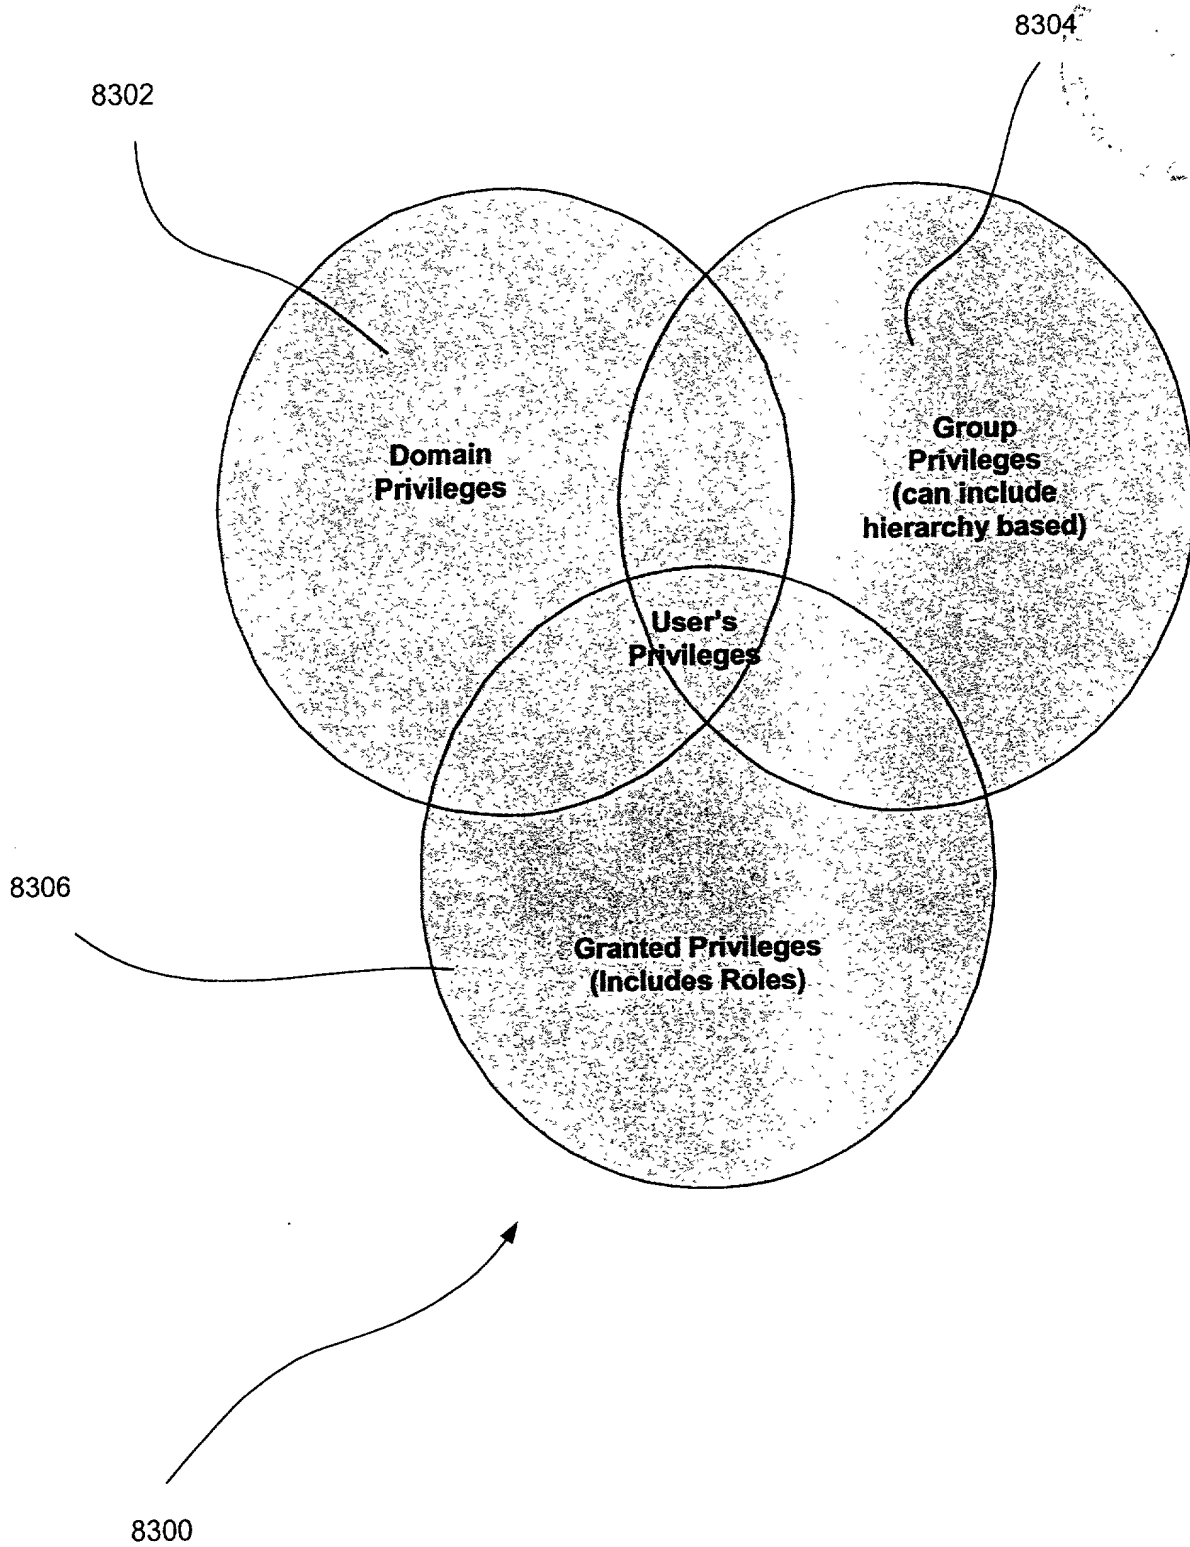 8304
8302
Domain
Privileges
Group
Privileges
(can include
hierarchy based)
User's
Privileges
8306
Granted Privileges
(Includes Roles)
8300